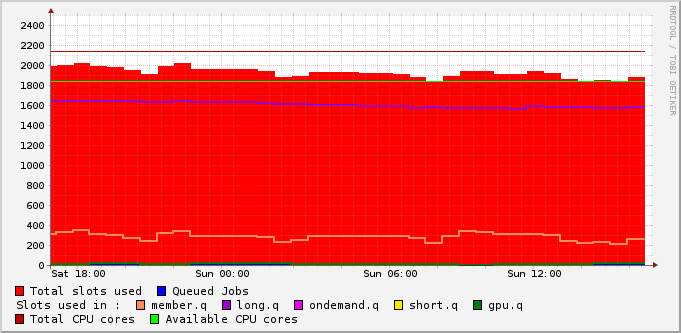 2400
2200
2000
1800
1600
1400
1200
1000
800
600
400
200
0
Sat 18:00 Sun 00:00 Sun 06:00 Sun 12:00
Total slots used Queued Jobs
Slots used in : member.q long.q ondemand.q short.q gpu.q
Total CPU cores Available CPU cores
RRDTOOL / TOBI OETIKER